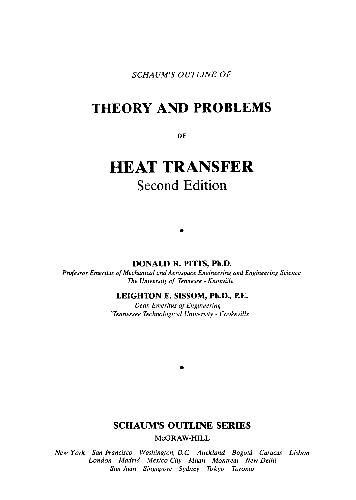 SCHAUM'S OUTLINE OF
THEORY AND PROBLEMS
OF
HEAT TRANSFER
Second Edition
DONALD R. PITTS, Ph.D.
Professor Emeritus of Mechanical and Aerospace Engineering and Engineering Science
The University of Tennessee - Knoxville
LEIGHTON E. SISSOM, Ph.D., P.E.
Dean Emeritus of Engineering
Tennessee Technological University - Cookeville
SCHAUM'S OUTLINE SERIES
McGRAW-HILL
New York San Francisco Washington, D.C. Auckland Bogotá Caracas Lisbon
London Madrid Mexico City Milan Montreal New Delhi
San Juan Singapore Sydney Tokyo Toronto